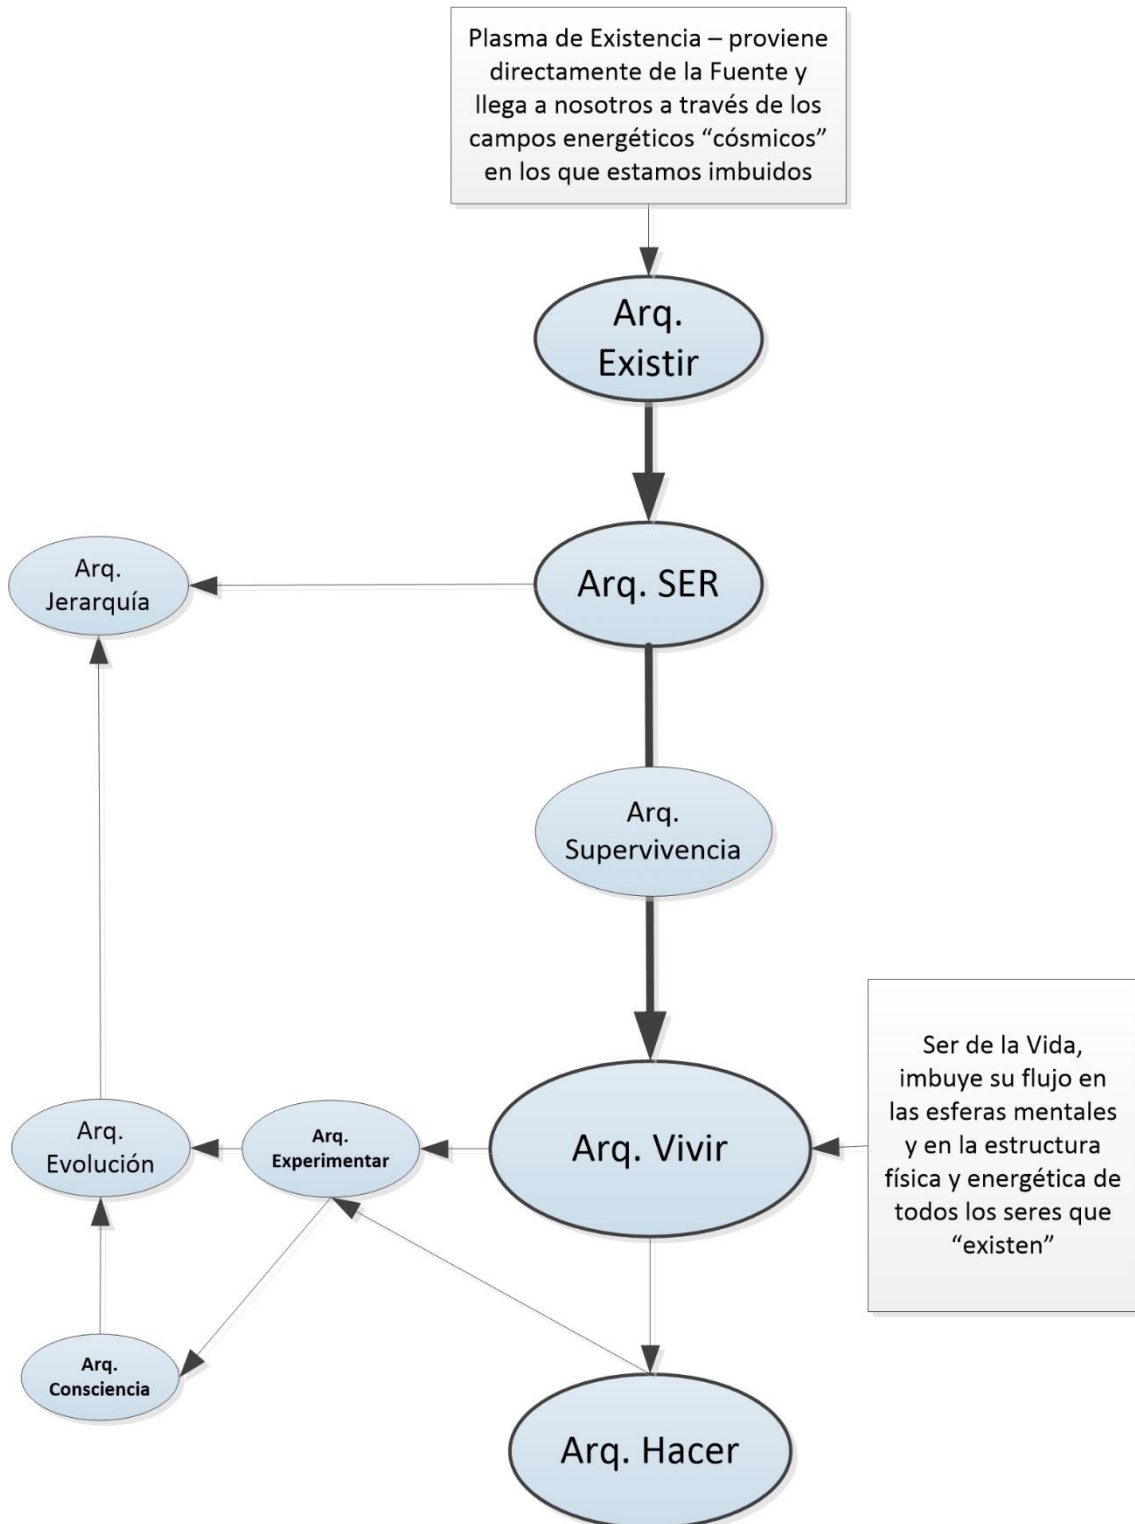 Plasma de Existencia – proviene
directamente de la Fuente y
llega a nosotros a través de los
campos energéticos “cósmicos”
en los que estamos imbuidos
Arq.
Existir
Arq. SER
Arq.
Jerarquía
Arq.
Supervivencia
Arq. Vivir
Ser de la Vida,
imbuye su flujo en
las esferas mentales
y en la estructura
física y energética de
todos los seres que
“existen”
Arq.
Experimentar
Arq.
Evolución
Arq.
Consciencia
Arq. Hacer